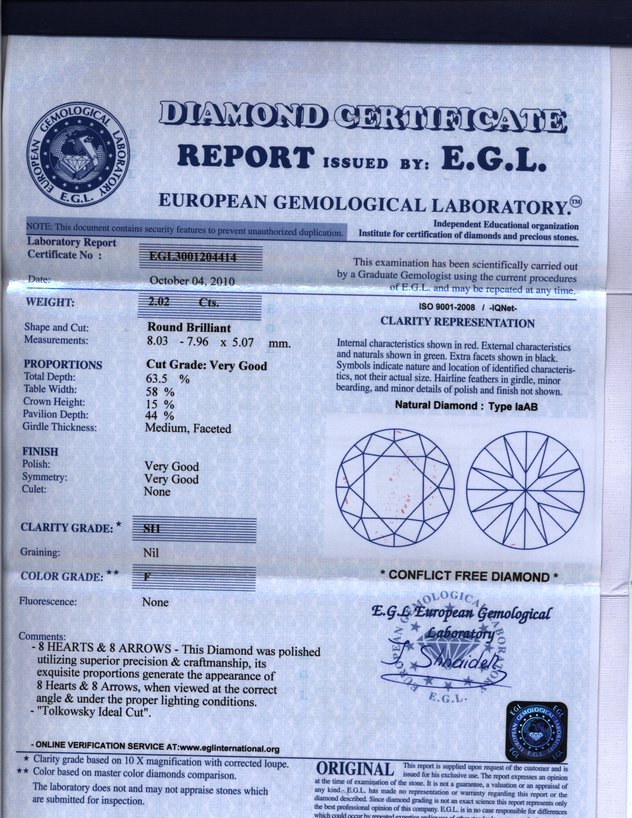 EUROPEAN GEMOLOGICAL LABORATORY
E.G.L.
DIAMOND CERTIFICATE
REPORT ISSUED BY: E.G.L.
EUROPEAN GEMOLOGICAL LABORATORY.™
NOTE: This document contains security features to prevent unauthorized duplication.
Independent Educational organization
Institute for certification of diamonds and precious stones.
Laboratory Report
Certificate No : EGL3001204414
Date: October 04, 2010
WEIGHT: 2.02 Cts.
Shape and Cut: Round Brilliant
Measurements: 8.03 - 7.96 x 5.07 mm.
PROPORTIONS Cut Grade: Very Good
Total Depth: 63.5 %
Table Width: 58 %
Crown Height: 15 %
Pavilion Depth: 44 %
Girdle Thickness: Medium, Faceted
FINISH
Polish: Very Good
Symmetry: Very Good
Culet: None
CLARITY GRADE: * SI1
Graining: Nil
COLOR GRADE: ** F
Fluorescence: None
Comments:
- 8 HEARTS & 8 ARROWS - This Diamond was polished
utilizing superior precision & craftmanship, its
exquisite proportions generate the appearance of
8 Hearts & 8 Arrows, when viewed at the correct
angle & under the proper lighting conditions.
- "Tolkowsky Ideal Cut".
- ONLINE VERIFICATION SERVICE AT:www.eglinternational.org
* Clarity grade based on 10 X magnification with corrected loupe.
** Color based on master color diamonds comparison.
The laboratory does not and may not appraise stones which
are submitted for inspection.
This examination has been scientifically carried out
by a Graduate Gemologist using the current procedures
of E.G.L. and may be repeated at any time.
ISO 9001-2008 / -IQNet-
CLARITY REPRESENTATION
Internal characteristics shown in red. External characteristics
and naturals shown in green. Extra facets shown in black.
Symbols indicate nature and location of identified characteris-
tics, not their actual size. Hairline feathers in girdle, minor
bearding, and minor details of polish and finish not shown.
Natural Diamond : Type IaAB
* CONFLICT FREE DIAMOND *
E.G.L European Gemological
Laboratory
EUROPEAN GEMOLOGICAL LABORATORY
E.G.L.
Shnaider
EGL
EGL
ORIGINAL This report is supplied upon request of the customer and is
issued for his exclusive use. The report expresses an opinion
at the time of examination of the stone. It is not a guarantee, a valuation or an appraisal of
any kind.- E.G.L. has made no representation or warranty regarding this report or the
diamond described. Since diamond grading is not an exact science this report represents only
the best professional opinion of this company. E.G.L. is in no case responsible for differences
which could occur by repeated